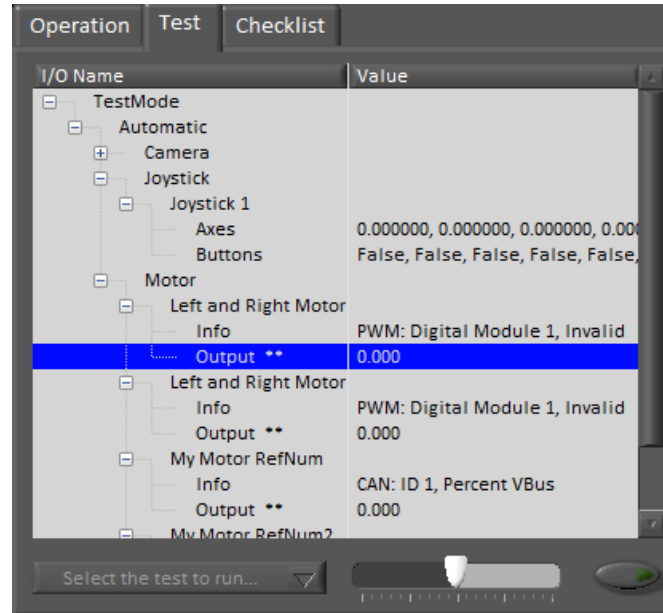 Operation Test Checklist
I/O Name Value
TestMode
Automatic
Camera
Joystick
Joystick 1
Axes 0.000000, 0.000000, 0.000000, 0.000
Buttons False, False, False, False, False,
Motor
Left and Right Motor
Info PWM: Digital Module 1, Invalid
Output ** 0.000
Left and Right Motor
Info PWM: Digital Module 1, Invalid
Output ** 0.000
My Motor RefNum
Info CAN: ID 1, Percent VBus
Output ** 0.000
My Motor RefNum2
Select the test to run...